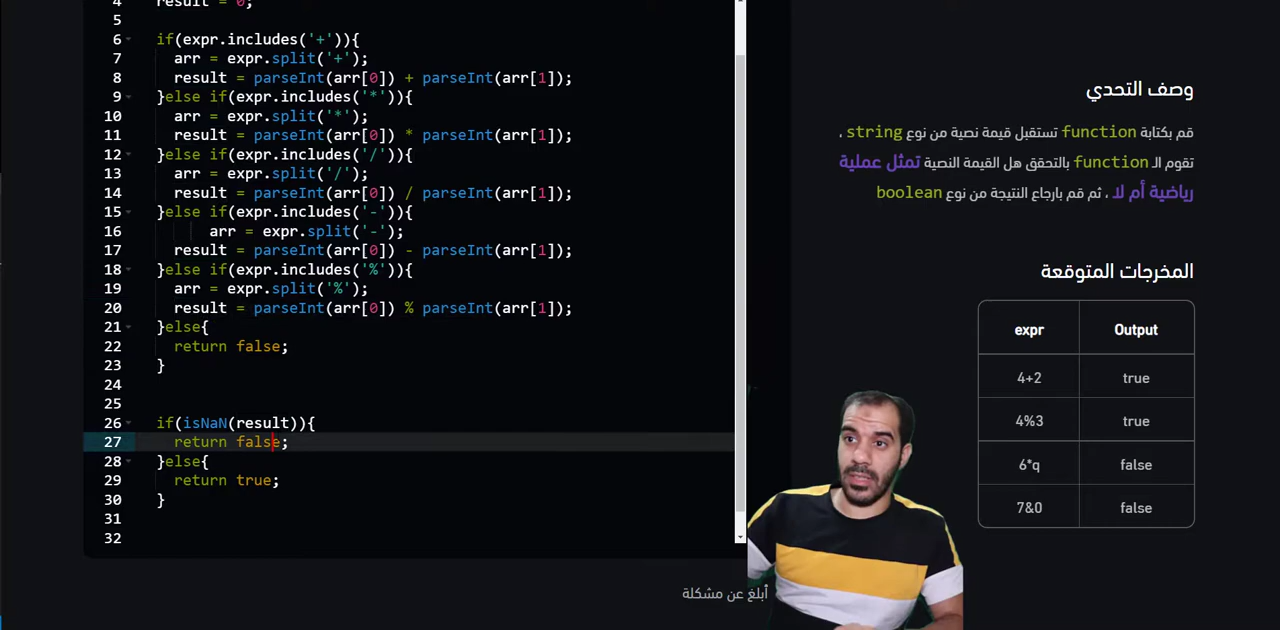 4 result = 0;
5
6 if(expr.includes('+')){
7 arr = expr.split('+');
8 result = parseInt(arr[0]) + parseInt(arr[1]);
9 }else if(expr.includes('*')){
10 arr = expr.split('*');
11 result = parseInt(arr[0]) * parseInt(arr[1]);
12 }else if(expr.includes('/')){
13 arr = expr.split('/');
14 result = parseInt(arr[0]) / parseInt(arr[1]);
15 }else if(expr.includes('-')){
16 arr = expr.split('-');
17 result = parseInt(arr[0]) - parseInt(arr[1]);
18 }else if(expr.includes('%')){
19 arr = expr.split('%');
20 result = parseInt(arr[0]) % parseInt(arr[1]);
21 }else{
22 return false;
23 }
24
25
26 if(isNaN(result)){
27 return false;
28 }else{
29 return true;
30 }
31
32
وصف التحدي
قم بكتابة function تستقبل قيمة نصية من نوع string ،
تقوم الـ function بالتحقق هل القيمة النصية تمثل عملية
رياضية أم لا ، ثم قم بارجاع النتيجة من نوع boolean
المخرجات المتوقعة
expr Output
4+2 true
4%3 true
6*q false
7&0 false
أبلغ عن مشكلة